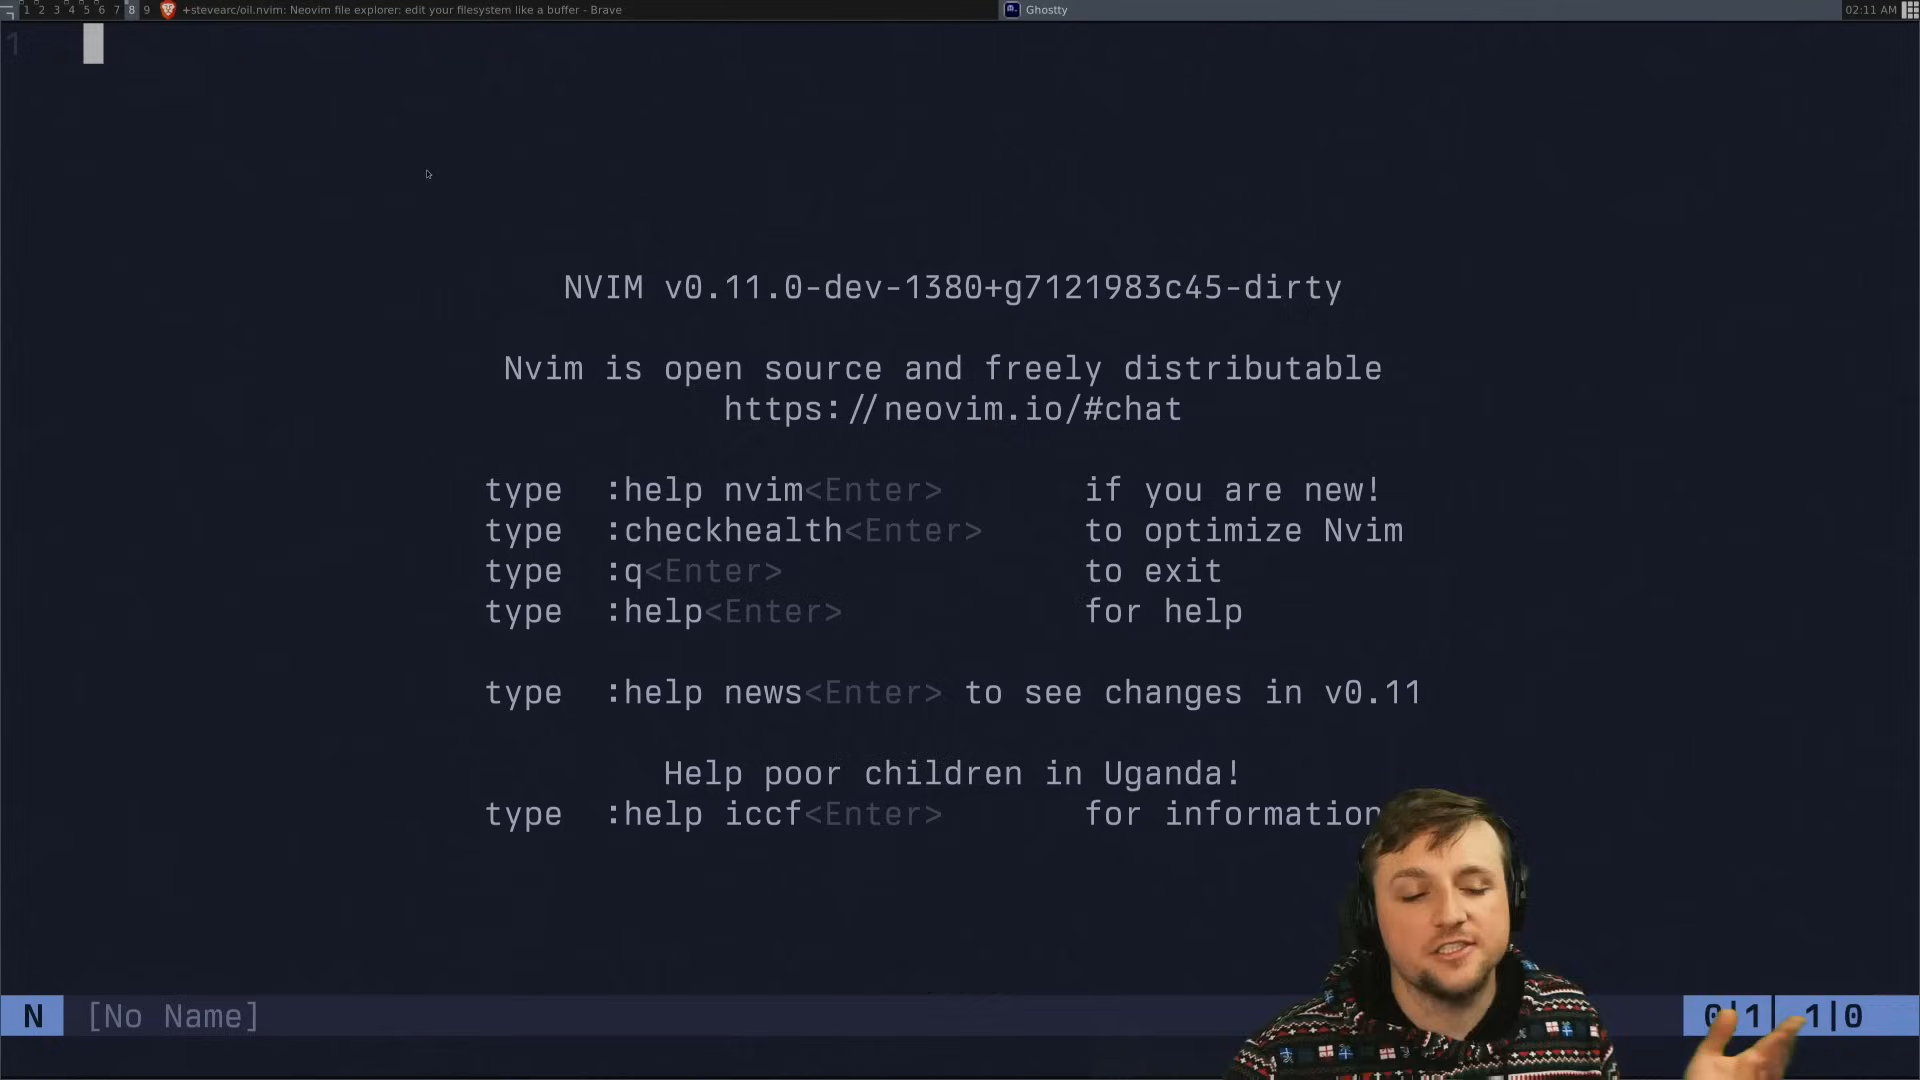 1 2 3 4 5 6 7 8 9 +stevearc/oil.nvim: Neovim file explorer: edit your filesystem like a buffer - Brave Ghostty 02:11 AM
1
NVIM v0.11.0-dev-1380+g7121983c45-dirty
Nvim is open source and freely distributable
https://neovim.io/#chat
type :help nvim<Enter> if you are new!
type :checkhealth<Enter> to optimize Nvim
type :q<Enter> to exit
type :help<Enter> for help
type :help news<Enter> to see changes in v0.11
Help poor children in Uganda!
type :help iccf<Enter> for information
N [No Name] 0|1 1|0